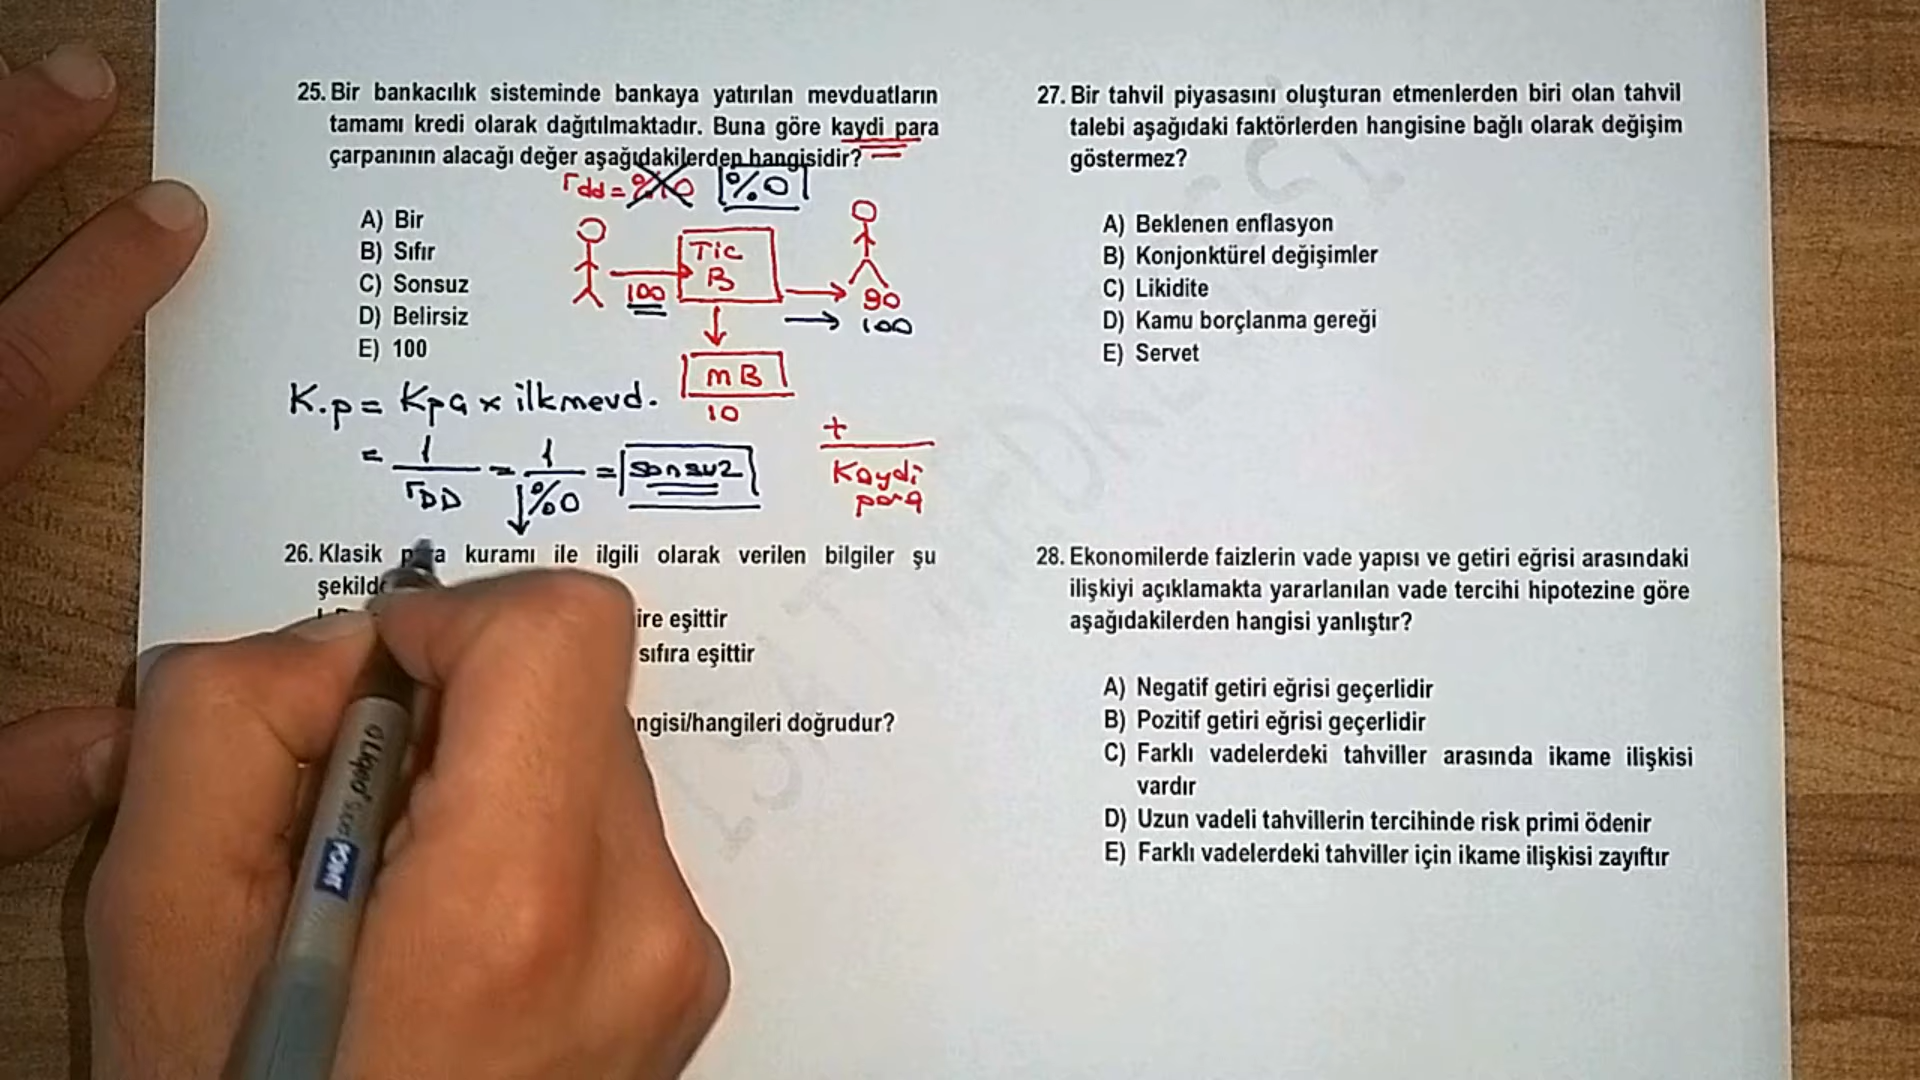 25. Bir bankacılık sisteminde bankaya yatırılan mevduatların
tamamı kredi olarak dağıtılmaktadır. Buna göre kaydi para
çarpanının alacağı değer aşağıdakilerden hangisidir?
rdd = %10 %0
A) Bir
B) Sıfır
C) Sonsuz
D) Belirsiz
E) 100
Tic
B
100
90
100
MB
10
K.p = Kpç x ilk mevd.
= 1 / rDD = 1 / %0 = sonsuz
+
Kaydi
para
26. Klasik para kuramı ile ilgili olarak verilen bilgiler şu
ire eşittir
sıfıra eşittir
ngisi/hangileri doğrudur?
27. Bir tahvil piyasasını oluşturan etmenlerden biri olan tahvil
talebi aşağıdaki faktörlerden hangisine bağlı olarak değişim
göstermez?
A) Beklenen enflasyon
B) Konjonktürel değişimler
C) Likidite
D) Kamu borçlanma gereği
E) Servet
28. Ekonomilerde faizlerin vade yapısı ve getiri eğrisi arasındaki
ilişkiyi açıklamakta yararlanılan vade tercihi hipotezine göre
aşağıdakilerden hangisi yanlıştır?
A) Negatif getiri eğrisi geçerlidir
B) Pozitif getiri eğrisi geçerlidir
C) Farklı vadelerdeki tahviller arasında ikame ilişkisi
vardır
D) Uzun vadeli tahvillerin tercihinde risk primi ödenir
E) Farklı vadelerdeki tahviller için ikame ilişkisi zayıftır